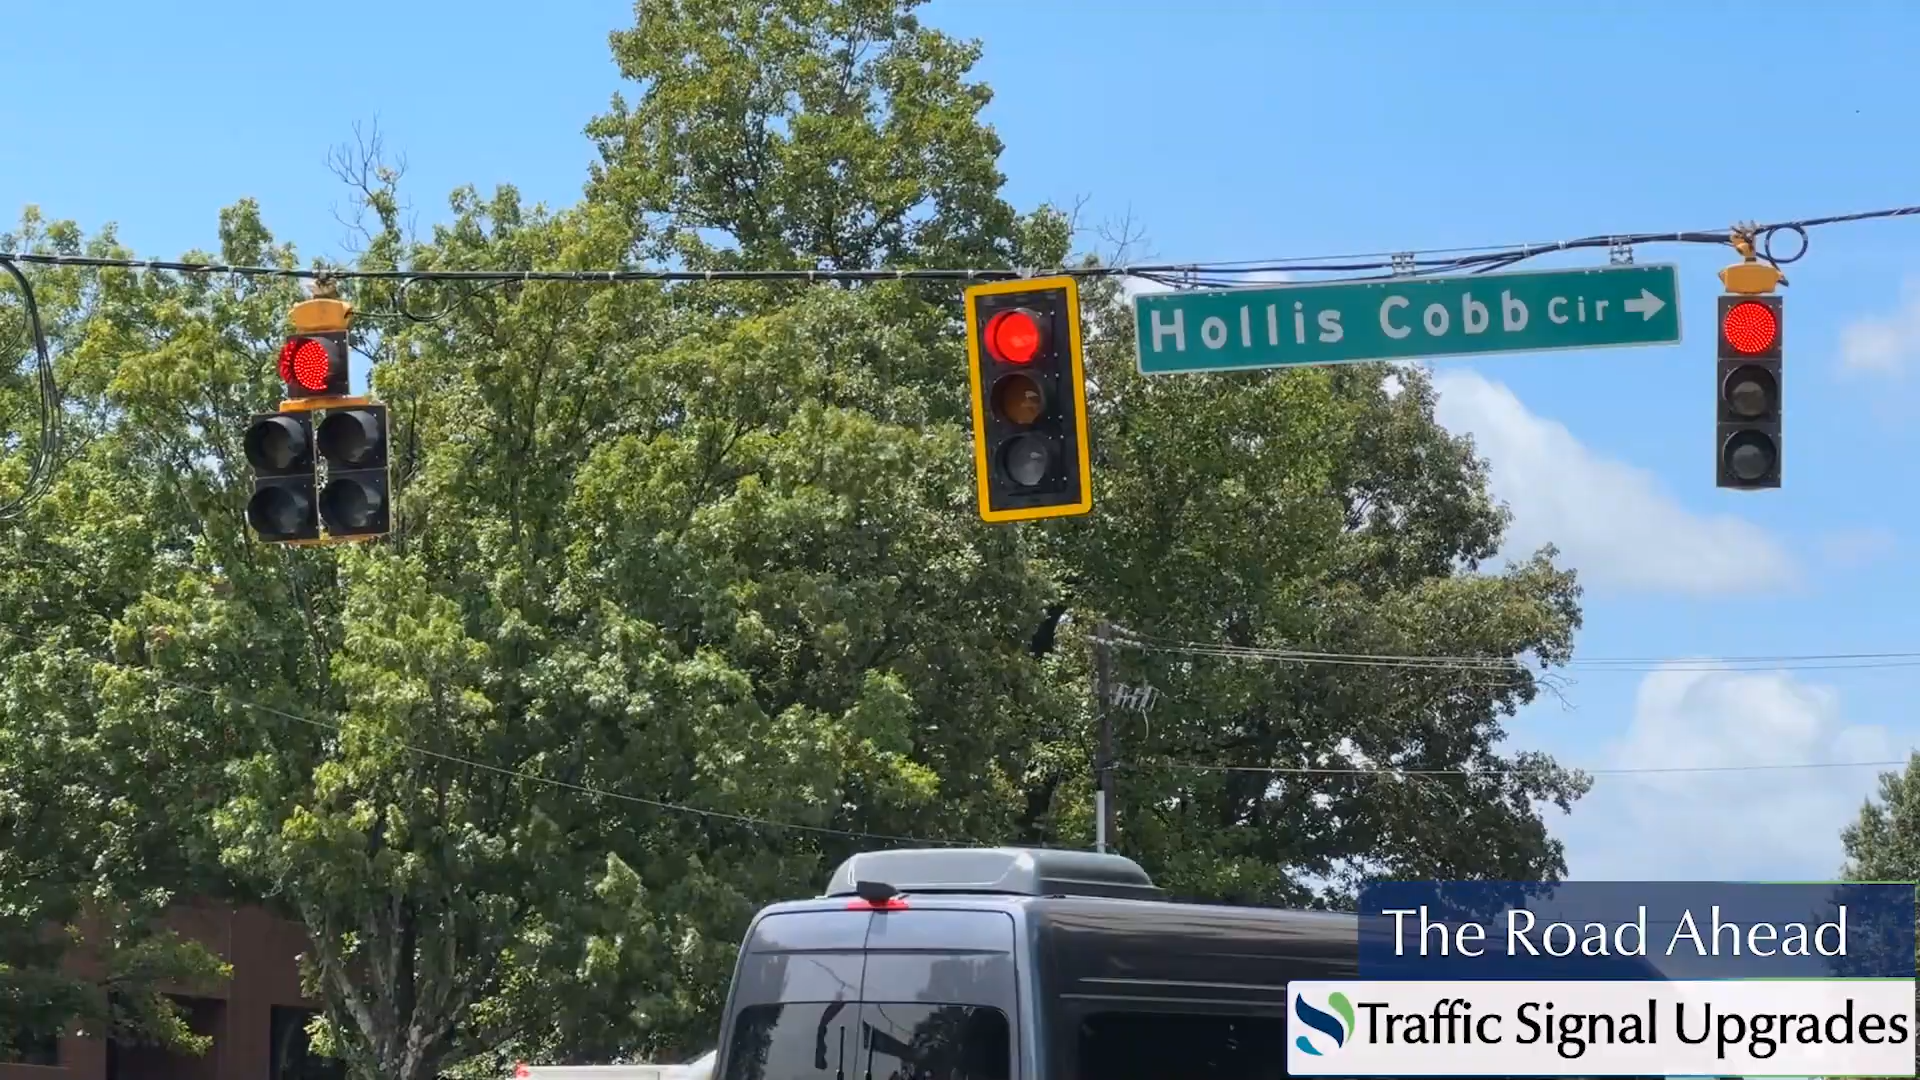 Hollis Cobb Cir →
The Road Ahead
Traffic Signal Upgrades